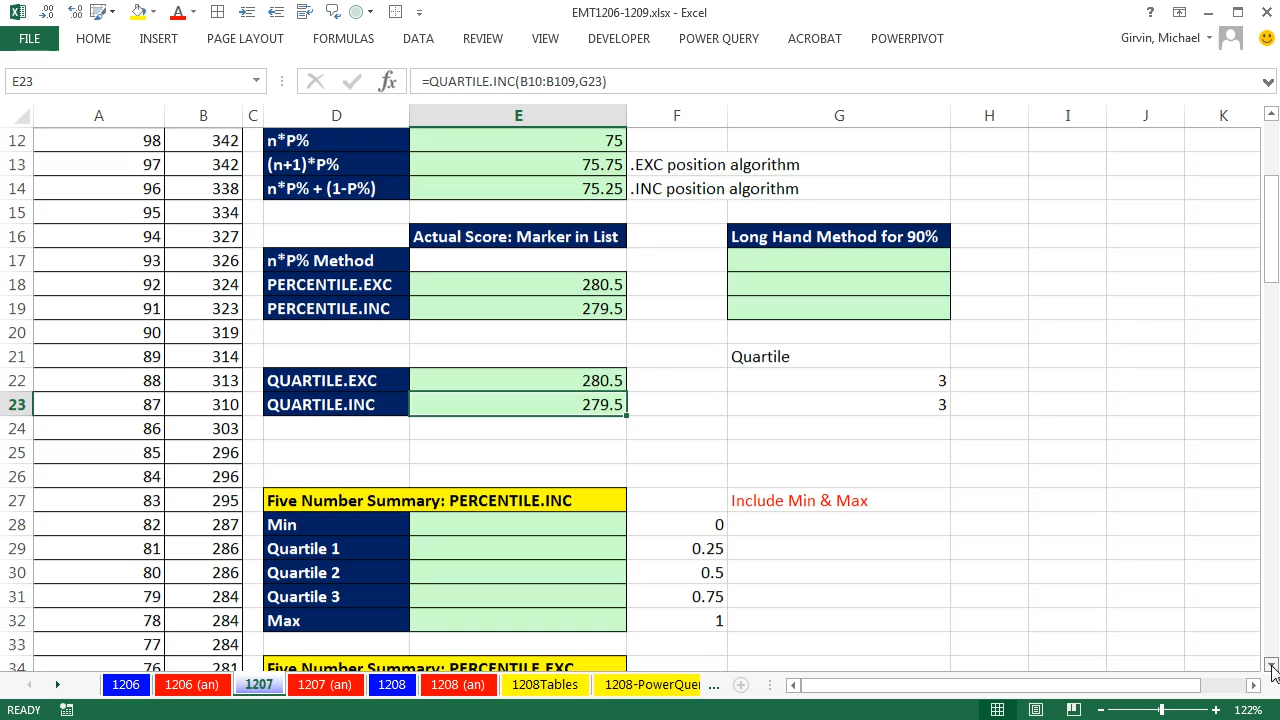 EMT1206-1209.xlsx - Excel
FILE HOME INSERT PAGE LAYOUT FORMULAS DATA REVIEW VIEW DEVELOPER POWER QUERY ACROBAT POWERPIVOT Girvin, Michael
E23 fx =QUARTILE.INC(B10:B109,G23)
A B C D E F G H I J K
12 98 342 n*P% 75
13 97 342 (n+1)*P% 75.75 .EXC position algorithm
14 96 338 n*P% + (1-P%) 75.25 .INC position algorithm
15 95 334
16 94 327 Actual Score: Marker in List Long Hand Method for 90%
17 93 326 n*P% Method
18 92 324 PERCENTILE.EXC 280.5
19 91 323 PERCENTILE.INC 279.5
20 90 319
21 89 314 Quartile
22 88 313 QUARTILE.EXC 280.5 3
23 87 310 QUARTILE.INC 279.5 3
24 86 303
25 85 296
26 84 296
27 83 295 Five Number Summary: PERCENTILE.INC Include Min & Max
28 82 287 Min 0
29 81 286 Quartile 1 0.25
30 80 286 Quartile 2 0.5
31 79 284 Quartile 3 0.75
32 78 284 Max 1
33 77 284
34 76 281 Five Number Summary: PERCENTILE.EXC
1206 1206 (an) 1207 1207 (an) 1208 1208 (an) 1208Tables 1208-PowerQuer ...
READY 122%